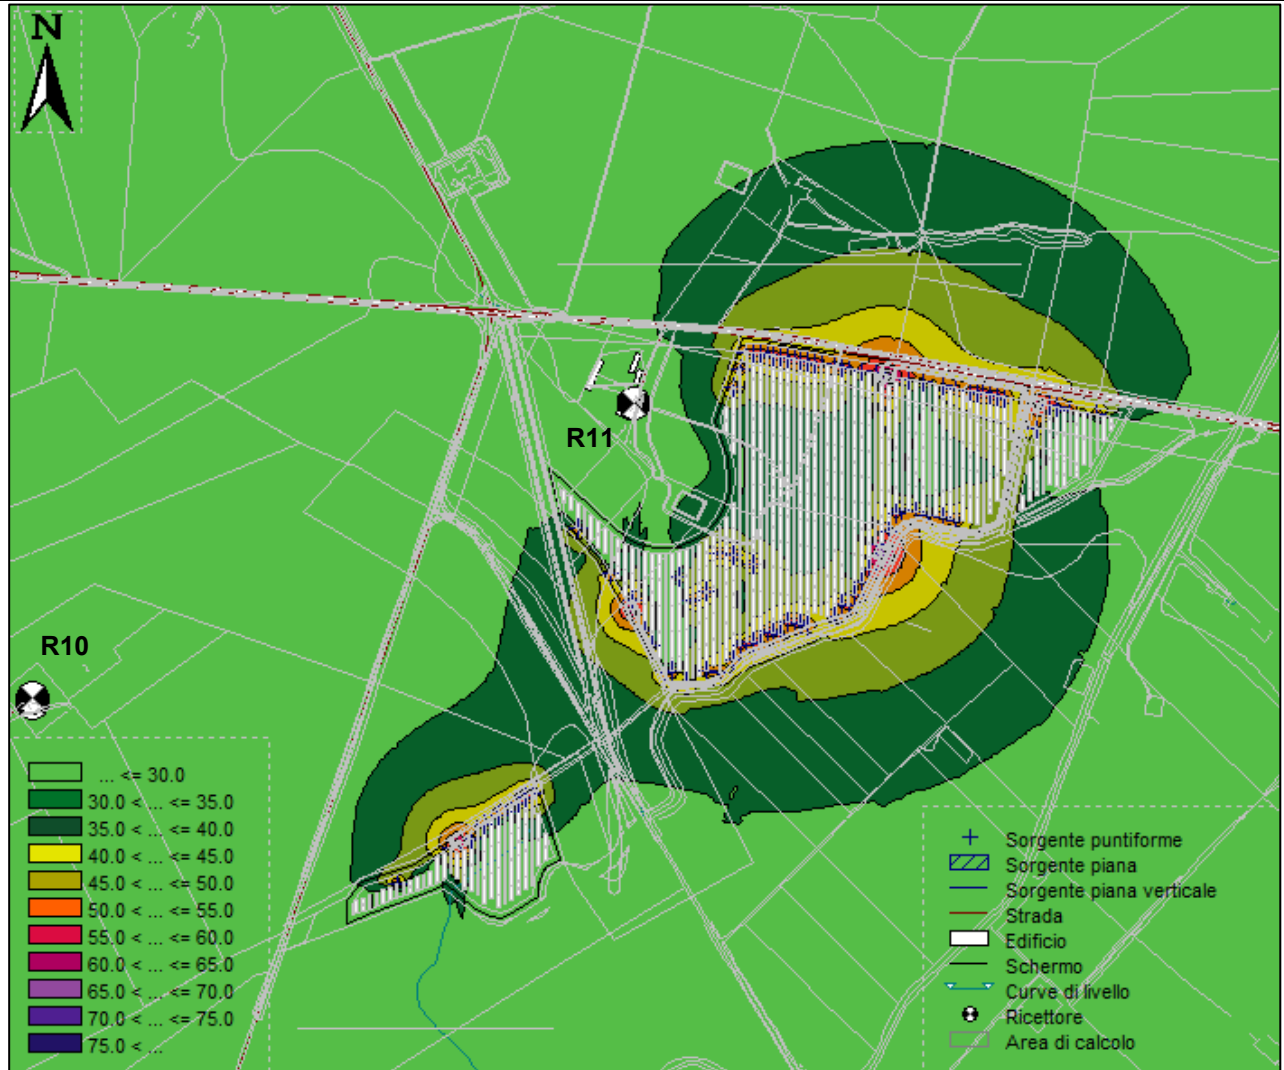 N
R11
R10
... <= 30.0
30.0 < ... <= 35.0
35.0 < ... <= 40.0
40.0 < ... <= 45.0
45.0 < ... <= 50.0
50.0 < ... <= 55.0
55.0 < ... <= 60.0
60.0 < ... <= 65.0
65.0 < ... <= 70.0
70.0 < ... <= 75.0
75.0 < ...
Sorgente puntiforme
Sorgente piana
Sorgente piana verticale
Strada
Edificio
Schermo
Curve di livello
Ricettore
Area di calcolo